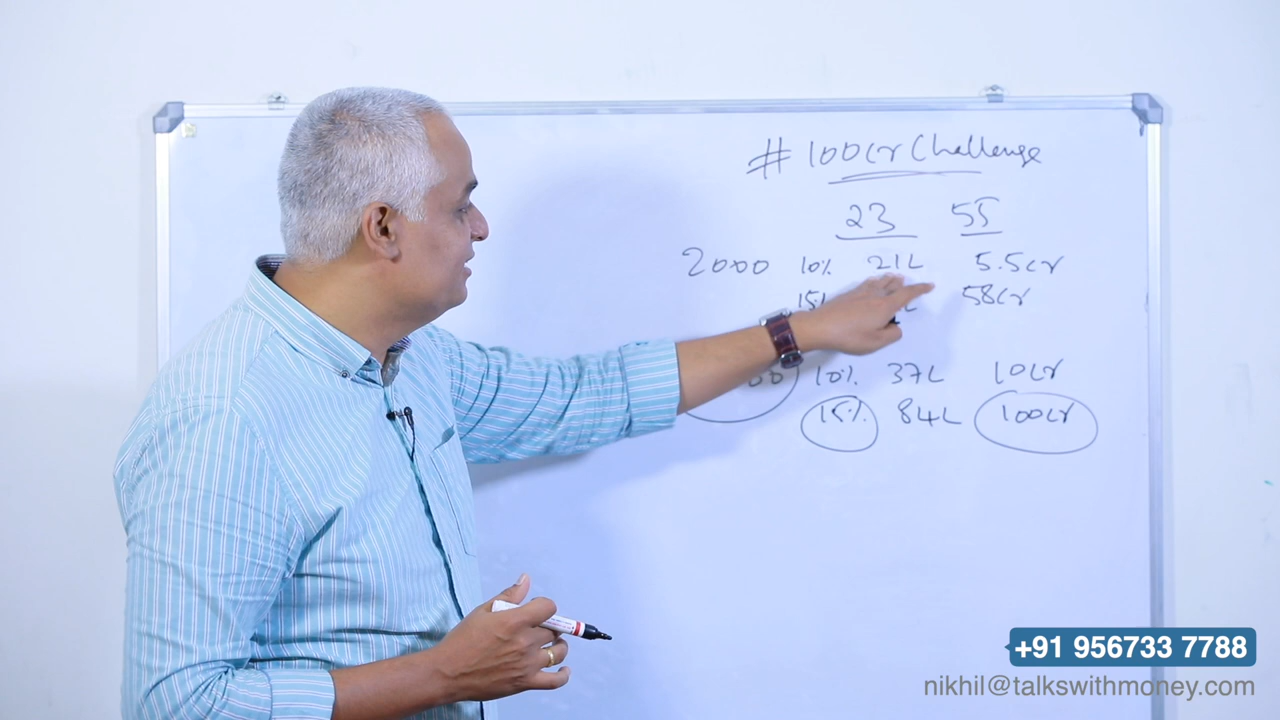 #100Cr Challenge
23 55
2000 10% 21L 5.5Cr
15% 58Cr
10% 37L 10Cr
15% 84L 100Cr
+91 956733 7788
nikhil@talkswithmoney.com